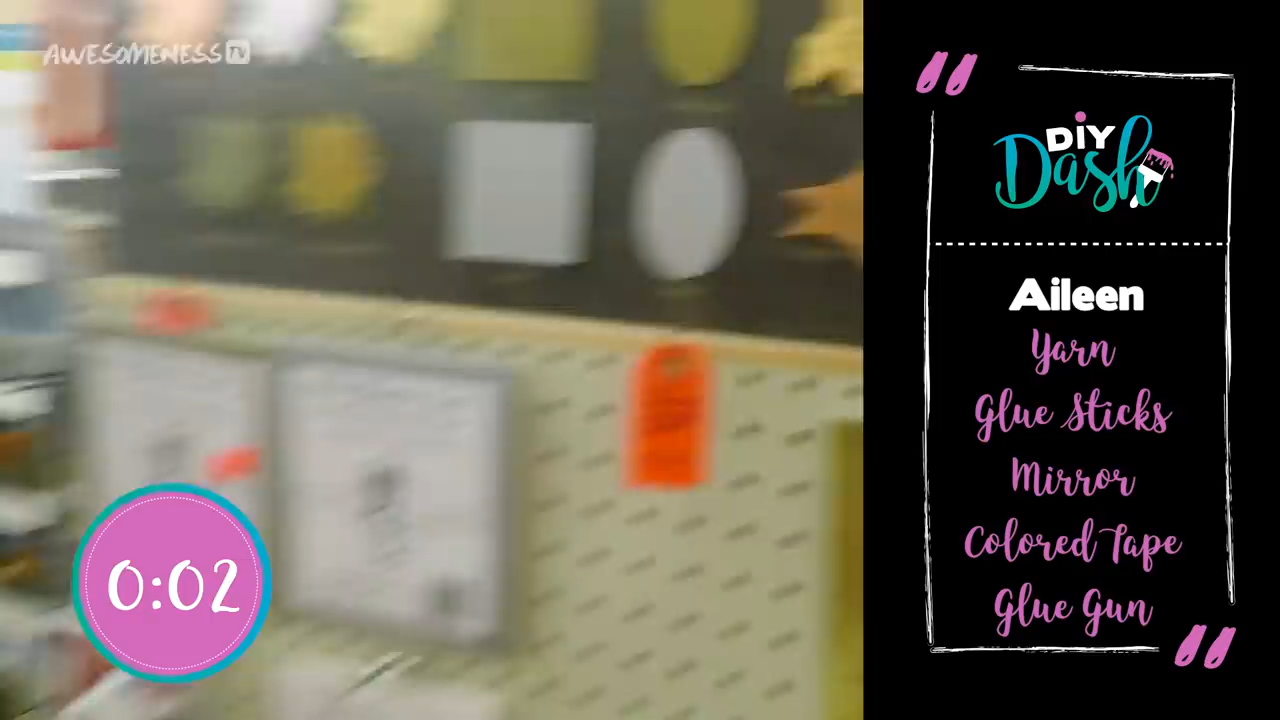 AWESOMENESS TV
DIY
Dash
Aileen
Yarn
Glue Sticks
Mirror
Colored Tape
Glue Gun
0:02